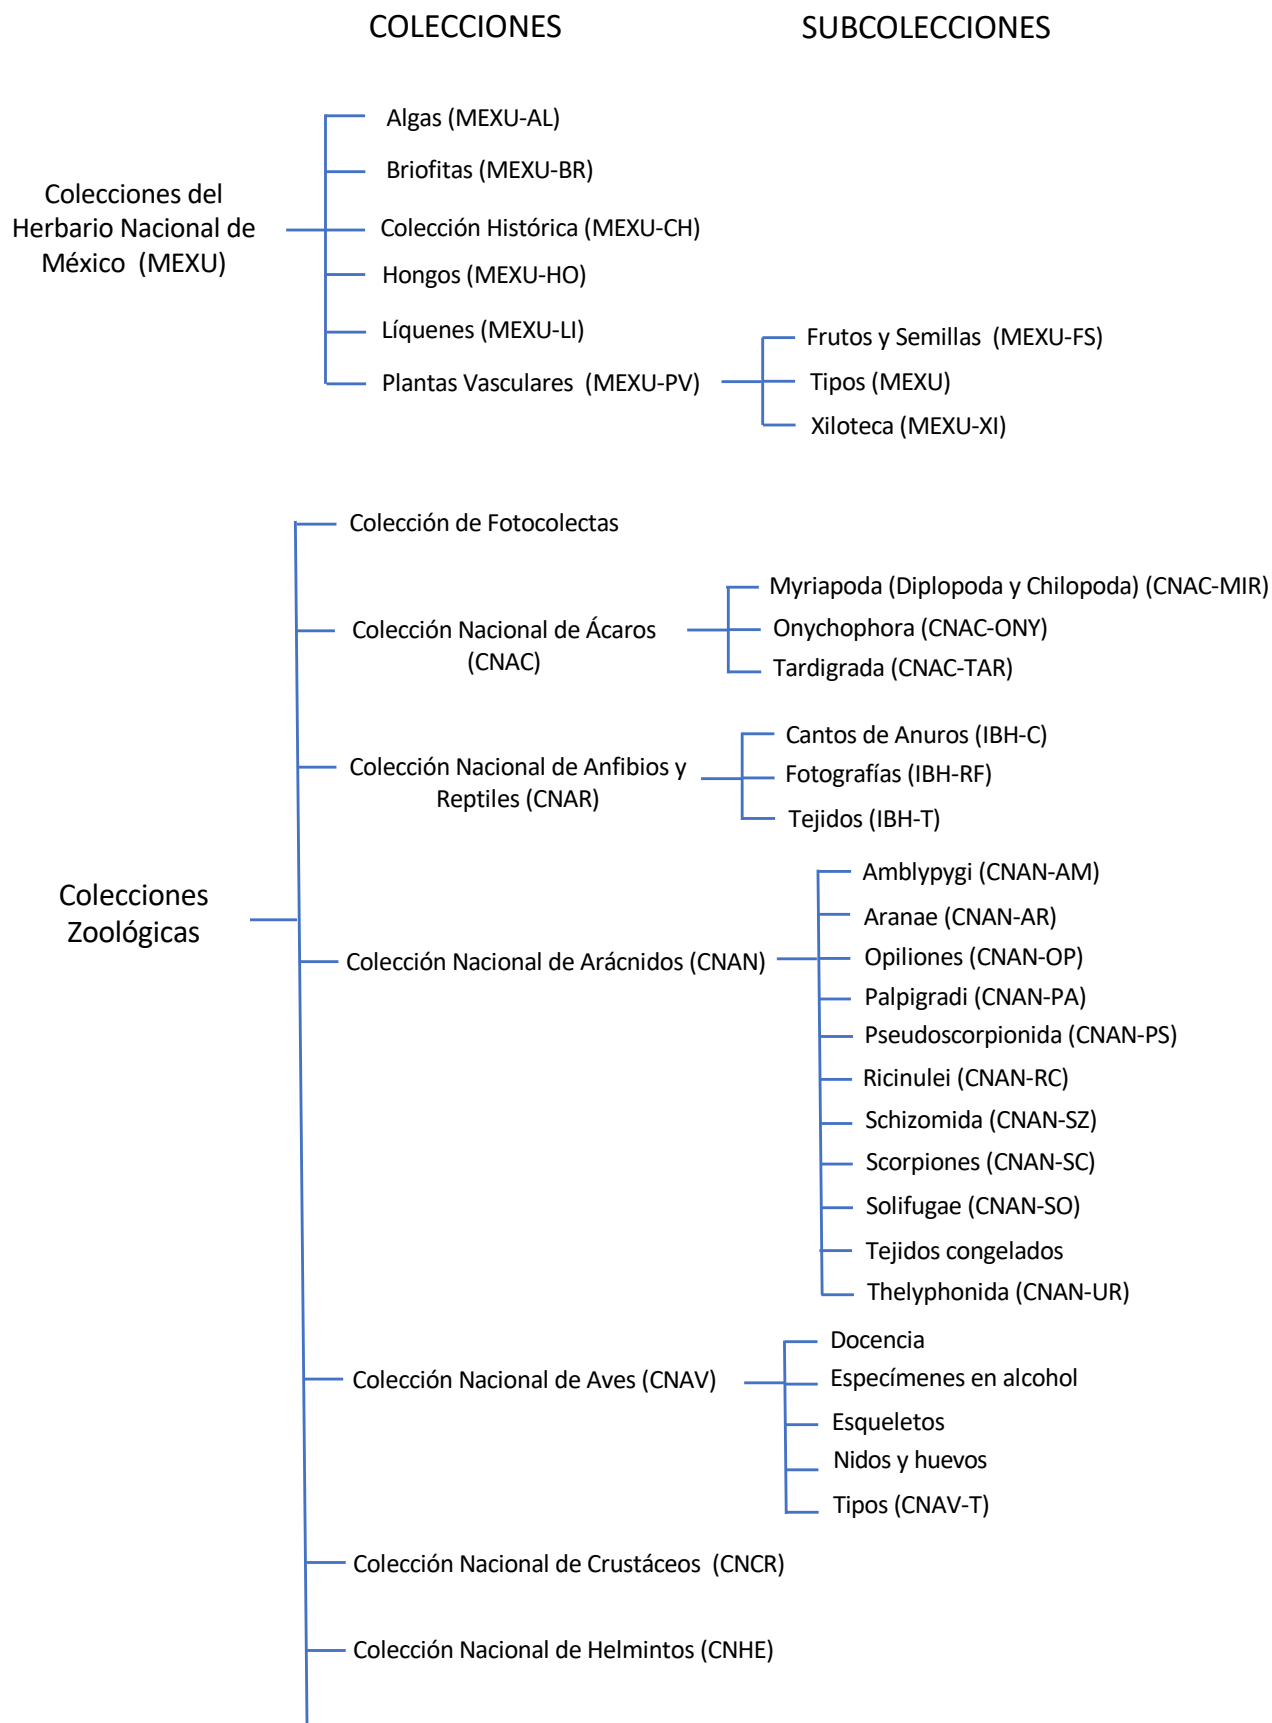 COLECCIONES
SUBCOLECCIONES
Colecciones del
Herbario Nacional de
México (MEXU)
Algas (MEXU-AL)
Briofitas (MEXU-BR)
Colección Histórica (MEXU-CH)
Hongos (MEXU-HO)
Líquenes (MEXU-LI)
Plantas Vasculares (MEXU-PV)
Frutos y Semillas (MEXU-FS)
Tipos (MEXU)
Xiloteca (MEXU-XI)
Colecciones
Zoológicas
Colección de Fotocolectas
Colección Nacional de Ácaros
(CNAC)
Myriapoda (Diplopoda y Chilopoda) (CNAC-MIR)
Onychophora (CNAC-ONY)
Tardigrada (CNAC-TAR)
Colección Nacional de Anfibios y
Reptiles (CNAR)
Cantos de Anuros (IBH-C)
Fotografías (IBH-RF)
Tejidos (IBH-T)
Colección Nacional de Arácnidos (CNAN)
Amblypygi (CNAN-AM)
Aranae (CNAN-AR)
Opiliones (CNAN-OP)
Palpigradi (CNAN-PA)
Pseudoscorpionida (CNAN-PS)
Ricinulei (CNAN-RC)
Schizomida (CNAN-SZ)
Scorpiones (CNAN-SC)
Solifugae (CNAN-SO)
Tejidos congelados
Thelyphonida (CNAN-UR)
Colección Nacional de Aves (CNAV)
Docencia
Específmenes en alcohol
Esqueletos
Nidos y huevos
Tipos (CNAV-T)
Colección Nacional de Crustáceos (CNCR)
Colección Nacional de Helmintos (CNHE)